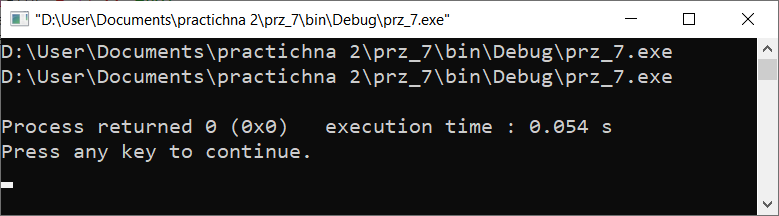 "D:\User\Documents\practichna 2\prz_7\bin\Debug\prz_7.exe"
D:\User\Documents\practichna 2\prz_7\bin\Debug\prz_7.exe
D:\User\Documents\practichna 2\prz_7\bin\Debug\prz_7.exe
Process returned 0 (0x0)   execution time : 0.054 s
Press any key to continue.